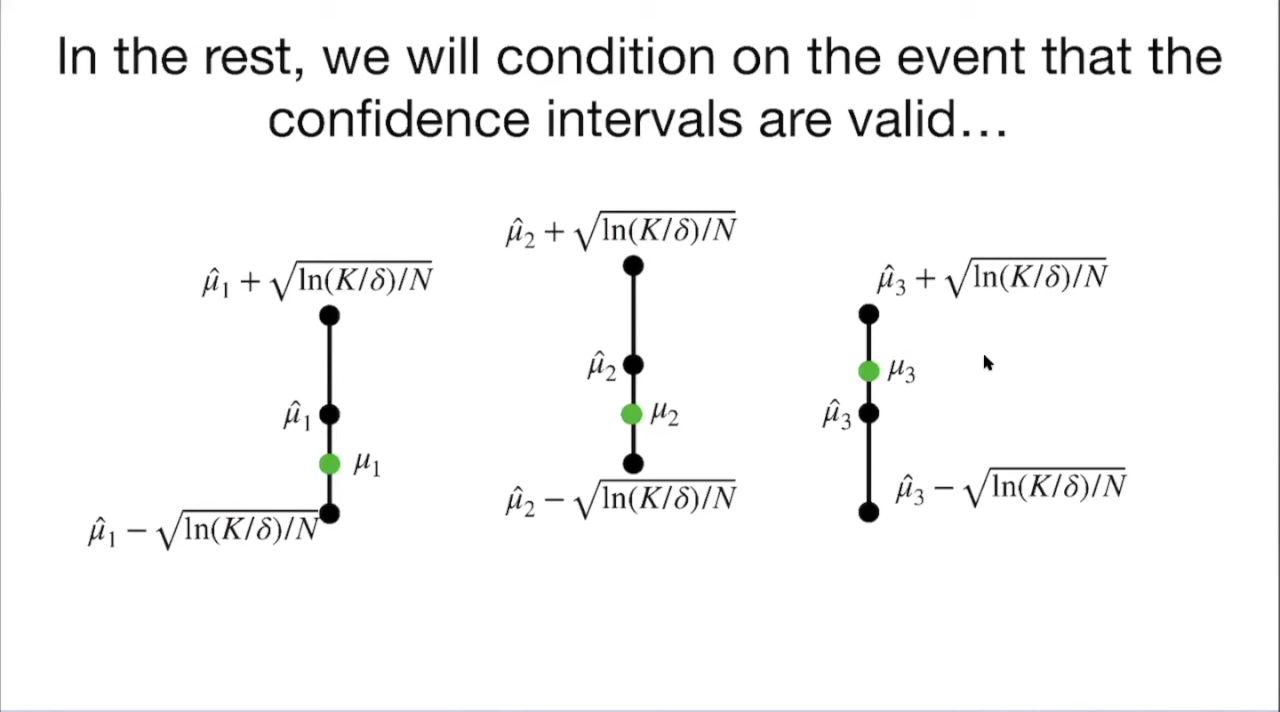 In the rest, we will condition on the event that the
confidence intervals are valid…
μ̂₂ + √ln(K/δ)/N
μ̂₁ + √ln(K/δ)/N
μ̂₃ + √ln(K/δ)/N
μ̂₂
μ₃
μ̂₁
μ₂
μ̂₃
μ₁
μ̂₃ − √ln(K/δ)/N
μ̂₂ − √ln(K/δ)/N
μ̂₁ − √ln(K/δ)/N